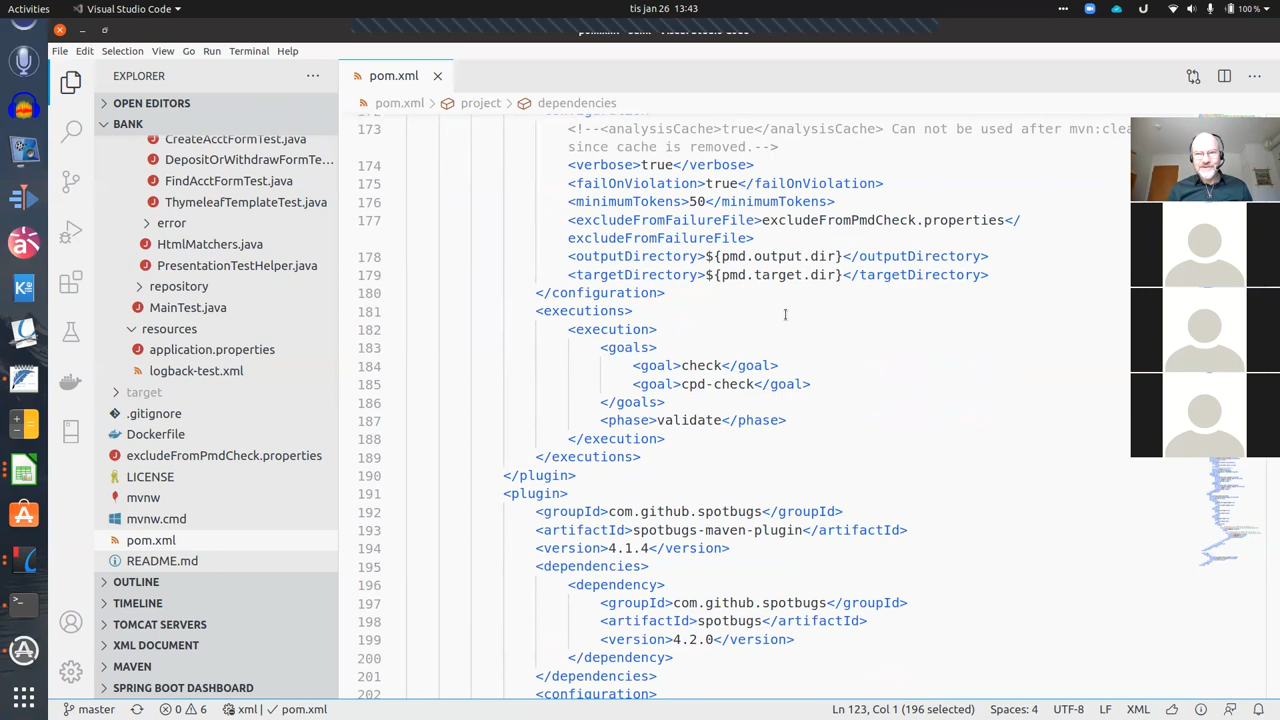 Activities
Visual Studio Code
tis jan 26  13:43
100 %
File Edit Selection View Go Run Terminal Help
EXPLORER
OPEN EDITORS
BANK
CreateAcctFormTest.java
DepositOrWithdrawFormTe...
FindAcctFormTest.java
ThymeleafTemplateTest.java
error
HtmlMatchers.java
PresentationTestHelper.java
repository
MainTest.java
resources
application.properties
logback-test.xml
target
.gitignore
Dockerfile
excludeFromPmdCheck.properties
LICENSE
mvnw
mvnw.cmd
pom.xml
README.md
OUTLINE
TIMELINE
TOMCAT SERVERS
XML DOCUMENT
MAVEN
SPRING BOOT DASHBOARD
pom.xml
pom.xml > project > dependencies
173 <!--<analysisCache>true</analysisCache> Can not be used after mvn:clea
since cache is removed.-->
174 <verbose>true</verbose>
175 <failOnViolation>true</failOnViolation>
176 <minimumTokens>50</minimumTokens>
177 <excludeFromFailureFile>excludeFromPmdCheck.properties</
excludeFromFailureFile>
178 <outputDirectory>${pmd.output.dir}</outputDirectory>
179 <targetDirectory>${pmd.target.dir}</targetDirectory>
180 </configuration>
181 <executions>
182 <execution>
183 <goals>
184 <goal>check</goal>
185 <goal>cpd-check</goal>
186 </goals>
187 <phase>validate</phase>
188 </execution>
189 </executions>
190 </plugin>
191 <plugin>
192 <groupId>com.github.spotbugs</groupId>
193 <artifactId>spotbugs-maven-plugin</artifactId>
194 <version>4.1.4</version>
195 <dependencies>
196 <dependency>
197 <groupId>com.github.spotbugs</groupId>
198 <artifactId>spotbugs</artifactId>
199 <version>4.2.0</version>
200 </dependency>
201 </dependencies>
202 <configuration>
master 0 6 xml pom.xml
Ln 123, Col 1 (196 selected) Spaces: 4 UTF-8 LF XML